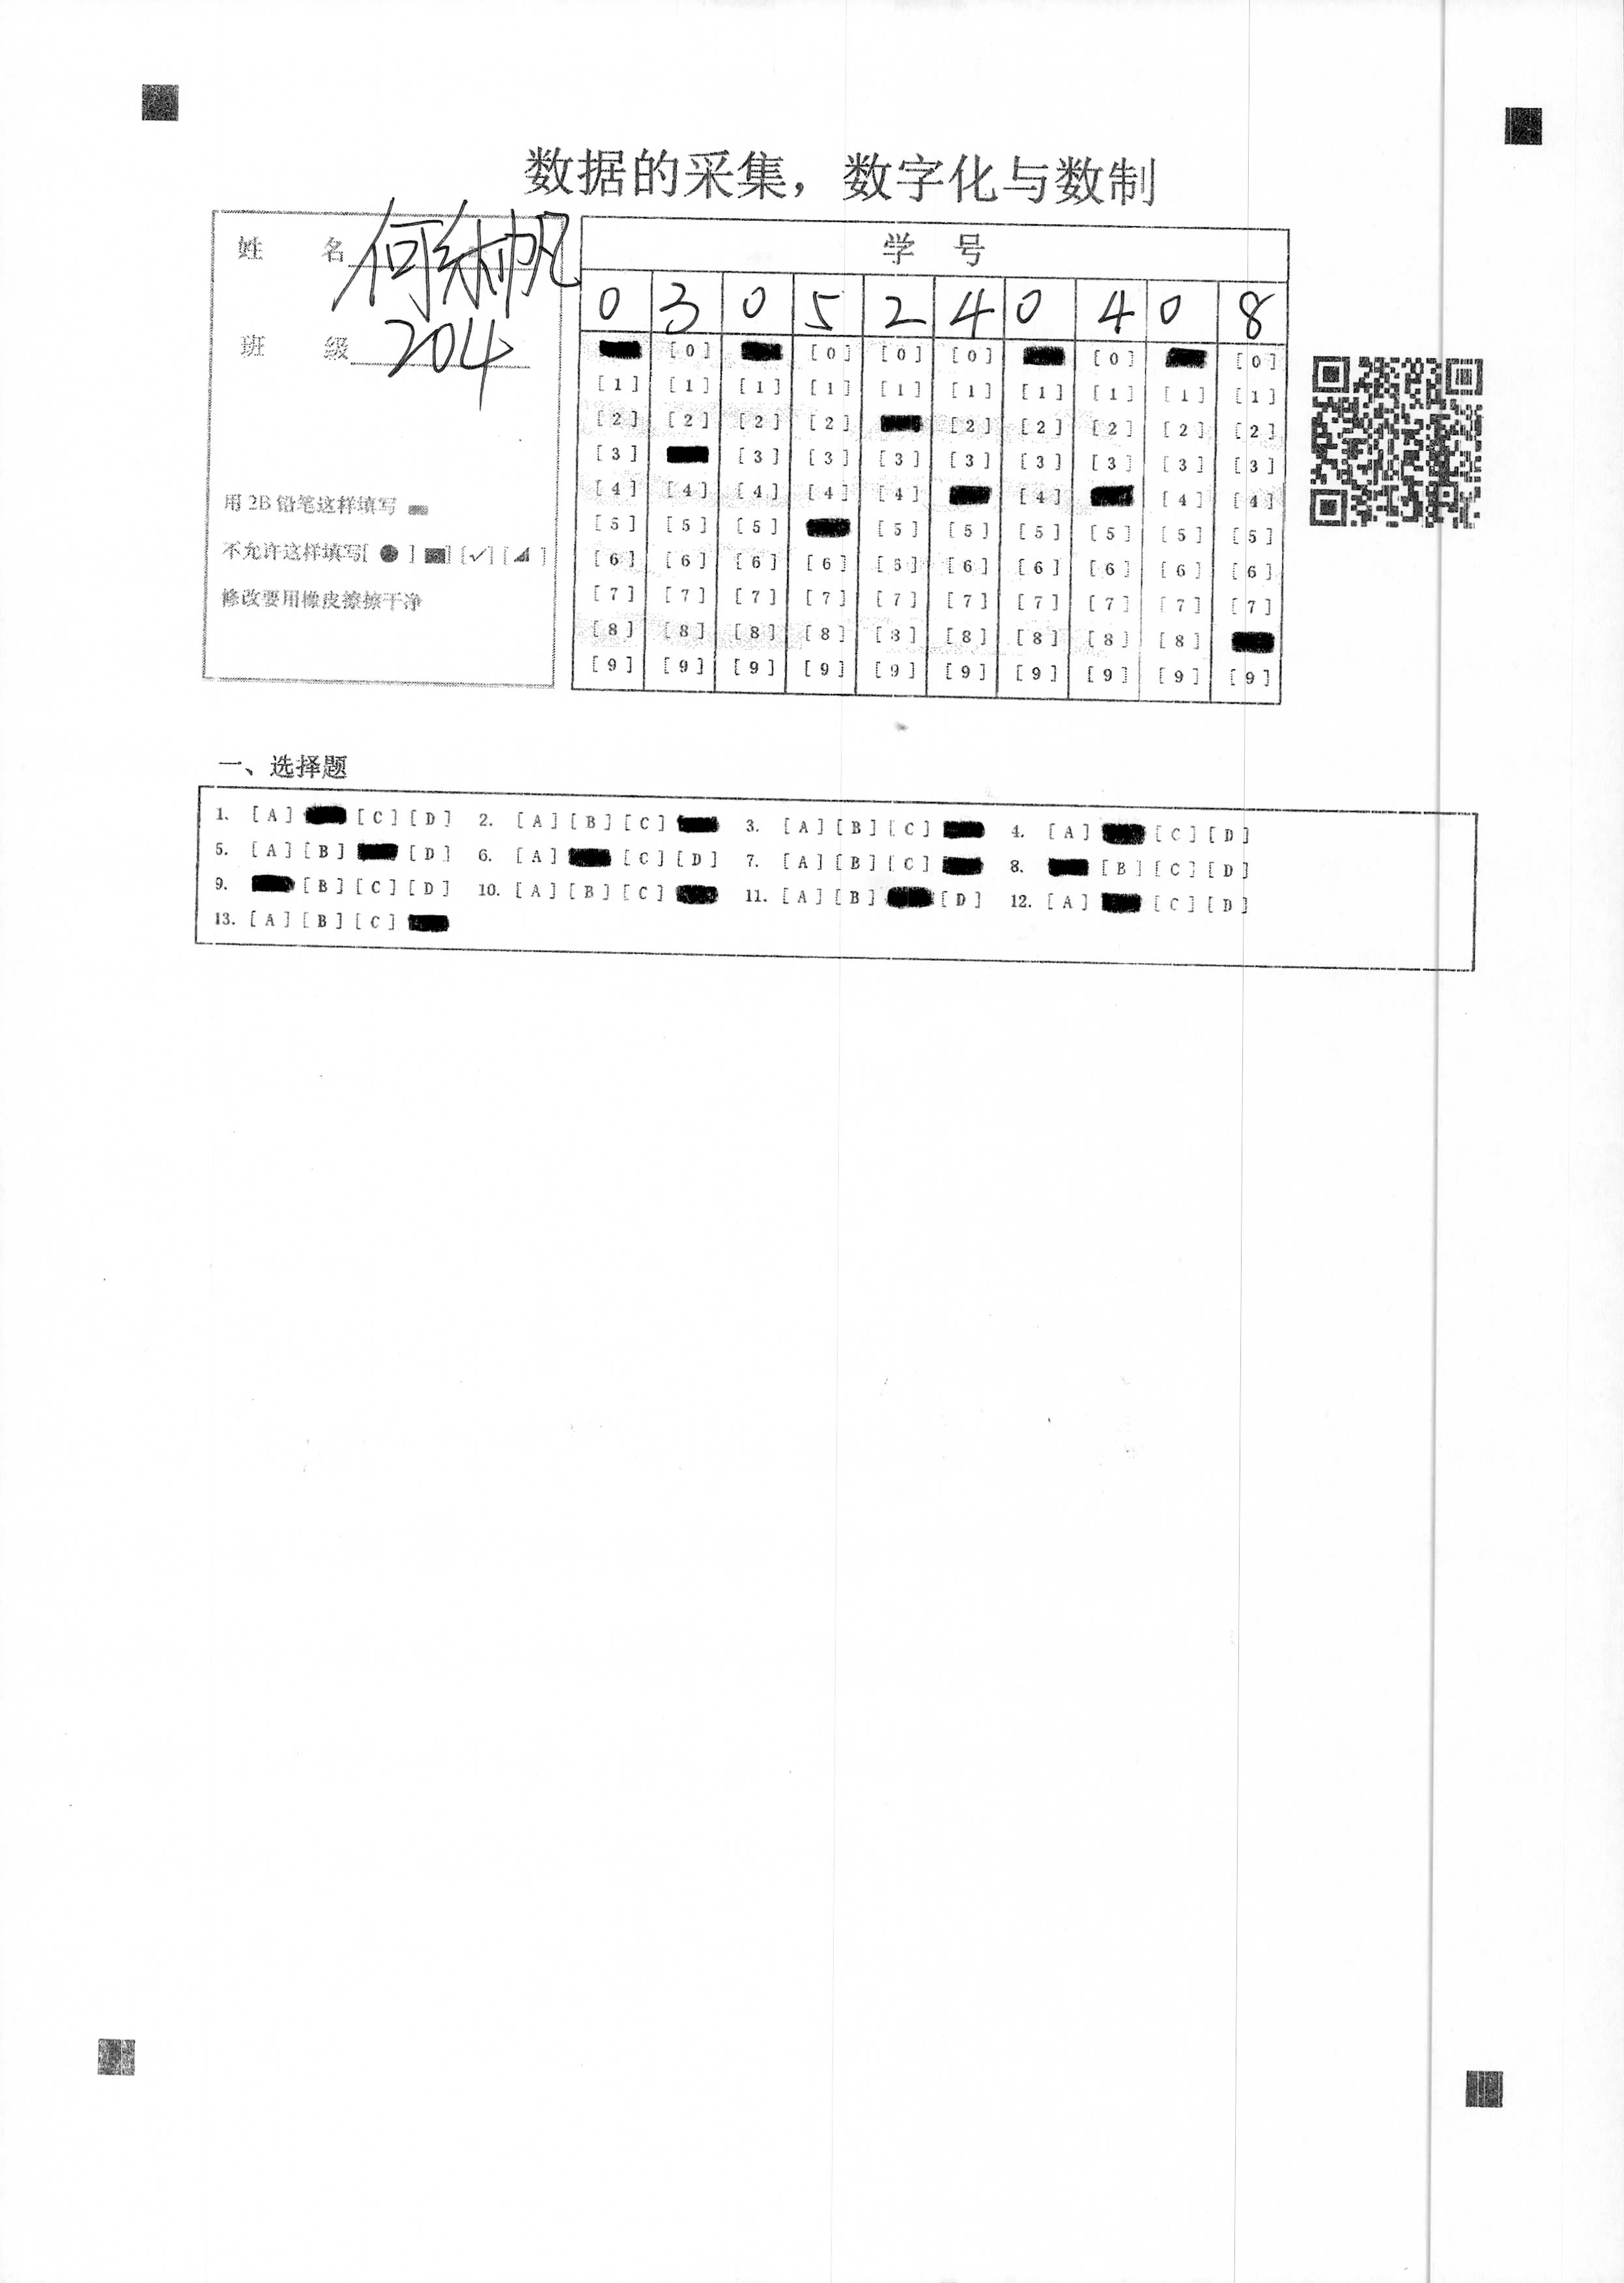 数据的采集，数字化与数制
姓 名 何 帆
班 级 204
用 2B 铅笔这样填写
不允许这样填写[ ● ] [✓] [ ]
修改要用橡皮擦擦干净
学 号
0 3 0 5 2 4 0 4 0 8
[0] [0] [0] [0] [0] [0]
[1] [1] [1] [1] [1] [1] [1] [1] [1] [1]
[2] [2] [2] [2] [2] [2] [2] [2] [2]
[3] [3] [3] [3] [3] [3] [3] [3] [3]
[4] [4] [4] [4] [4] [4] [4] [4]
[5] [5] [5] [5] [5] [5] [5] [5] [5]
[6] [6] [6] [6] [6] [6] [6] [6] [6] [6]
[7] [7] [7] [7] [7] [7] [7] [7] [7] [7]
[8] [8] [8] [8] [8] [8] [8] [8] [8]
[9] [9] [9] [9] [9] [9] [9] [9] [9] [9]
一、选择题
1. [A] [C] [D] 2. [A] [B] [C] 3. [A] [B] [C] 4. [A] [C] [D]
5. [A] [B] [D] 6. [A] [C] [D] 7. [A] [B] [C] 8. [B] [C] [D]
9. [B] [C] [D] 10. [A] [B] [C] 11. [A] [B] [D] 12. [A] [C] [D]
13. [A] [B] [C]